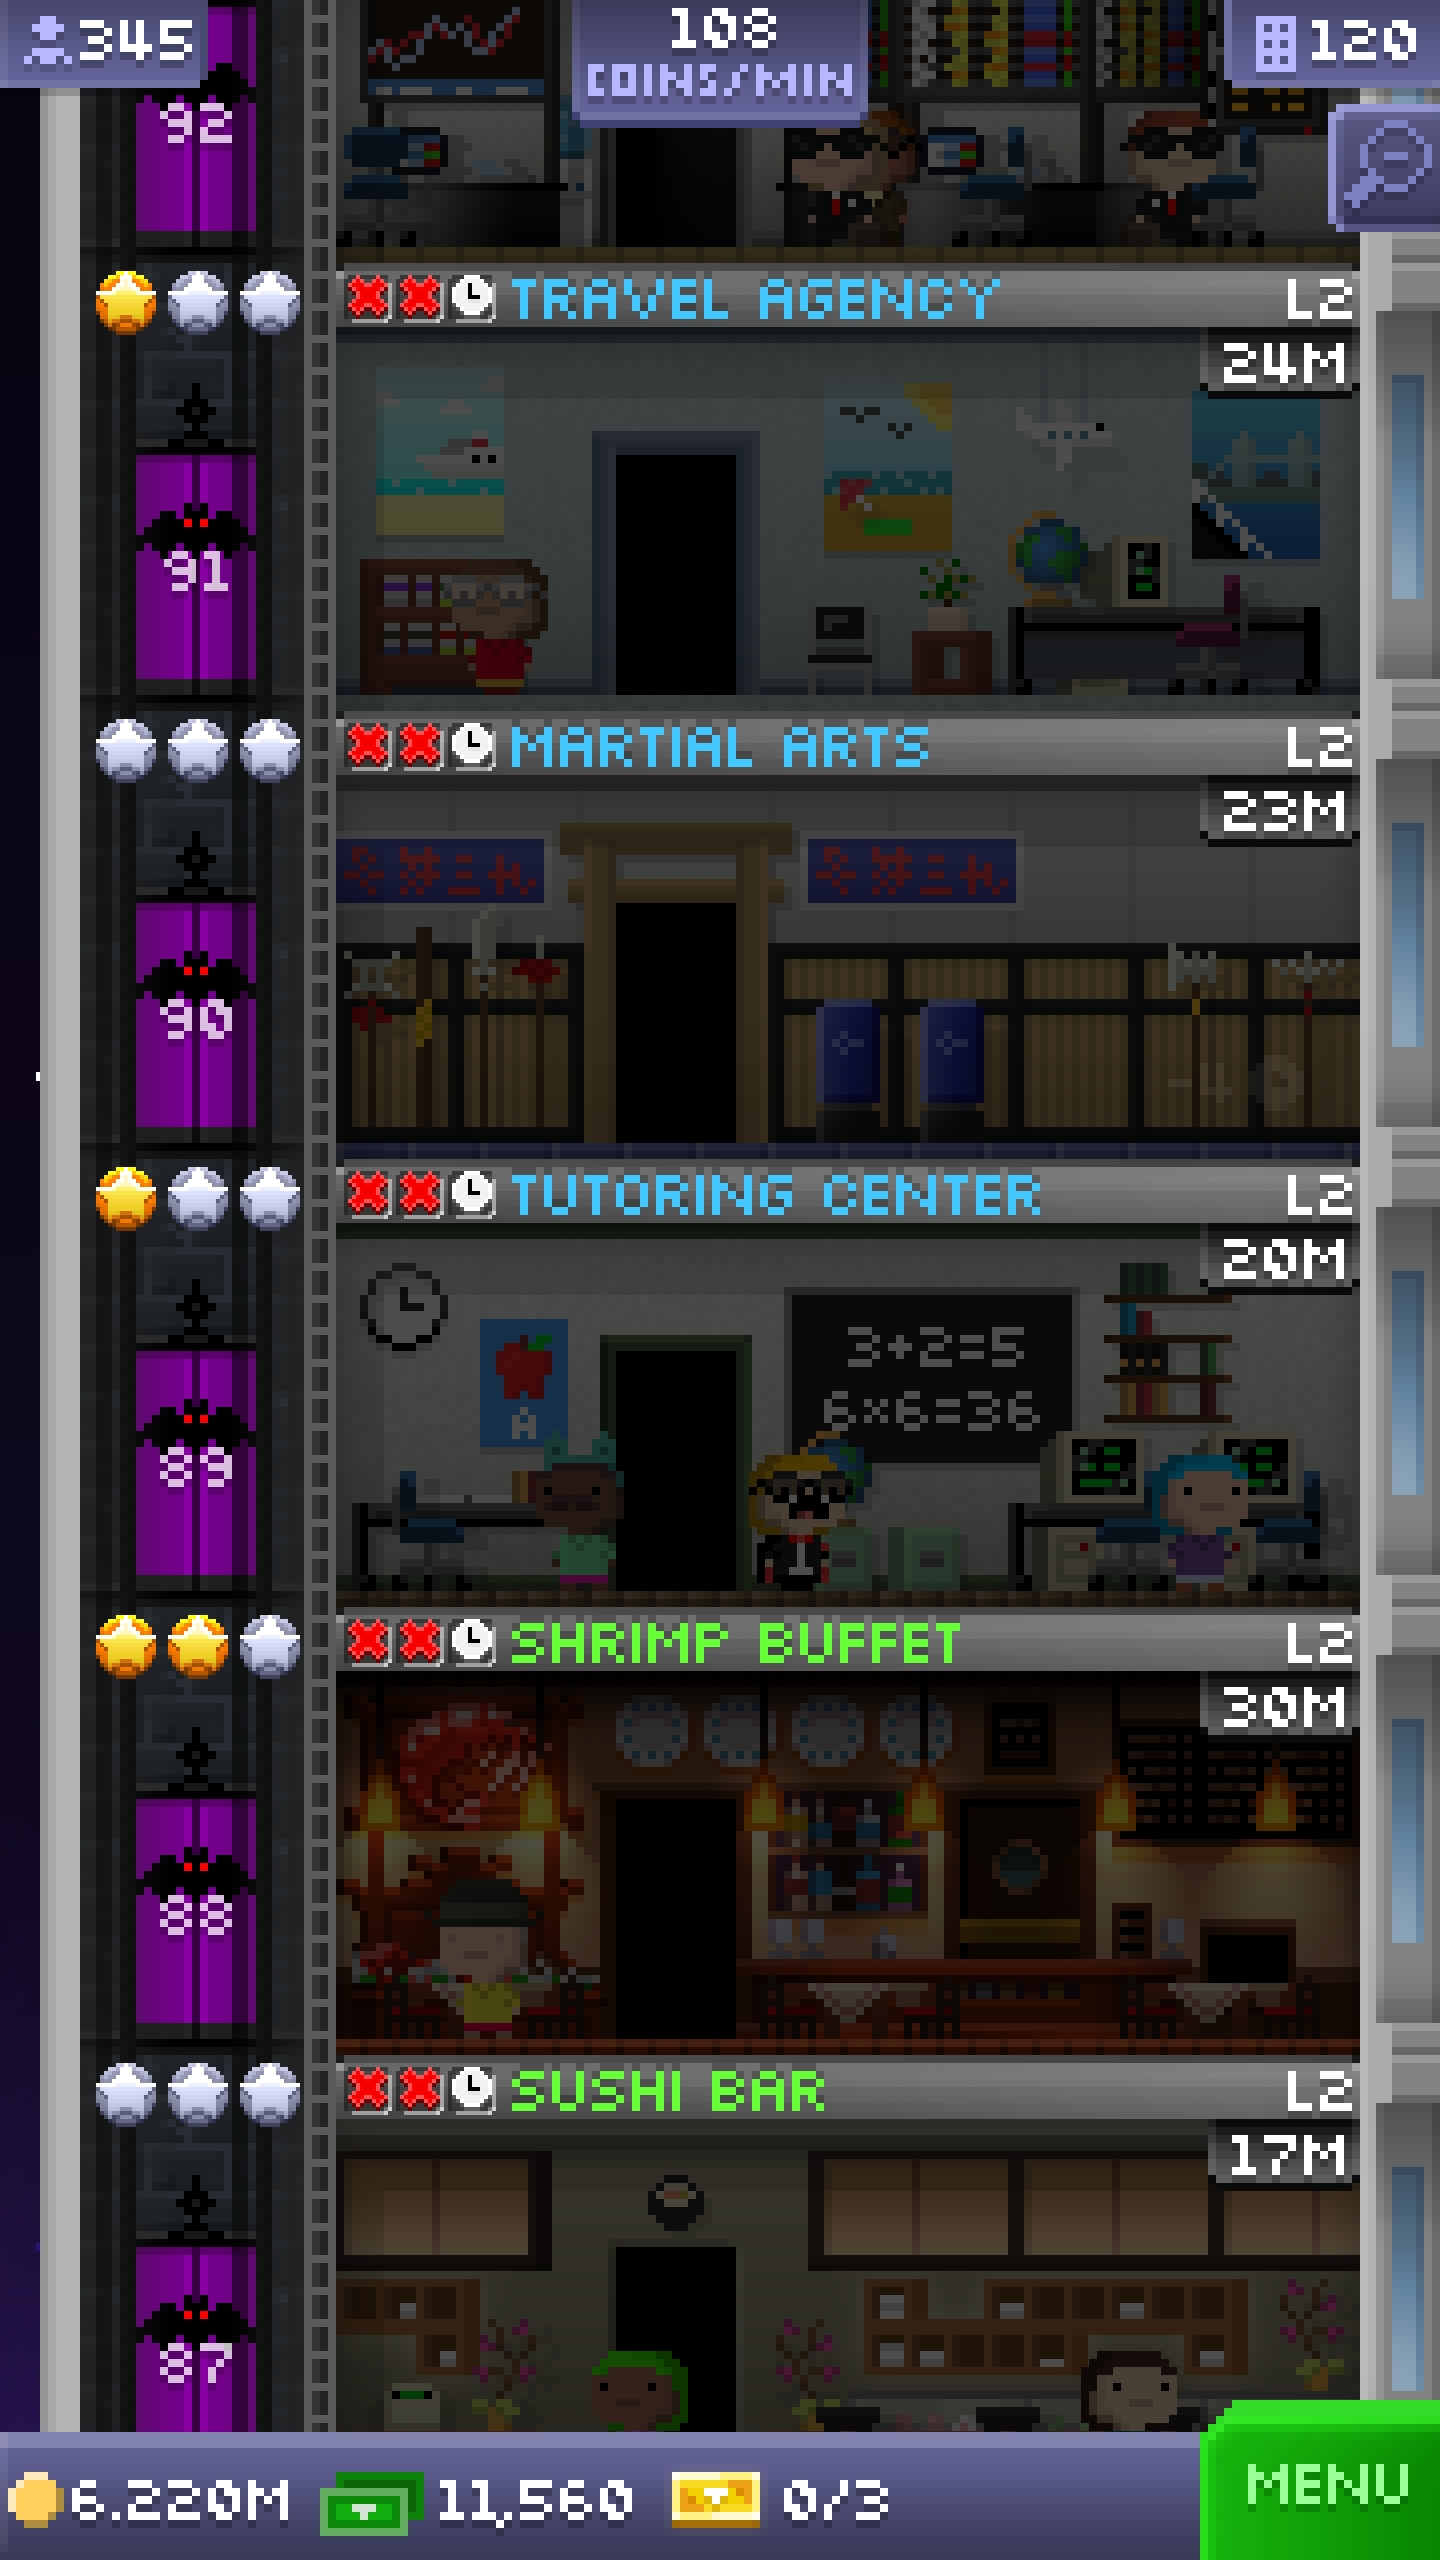 345
108
COINS/MIN
120
92
TRAVEL AGENCY L2
24M
91
MARTIAL ARTS L2
23M
90
TUTORING CENTER L2
20M
3+2=5
6×6=36
A
89
SHRIMP BUFFET L2
30M
88
SUSHI BAR L2
17M
87
6.220M 11,560 0/3
MENU